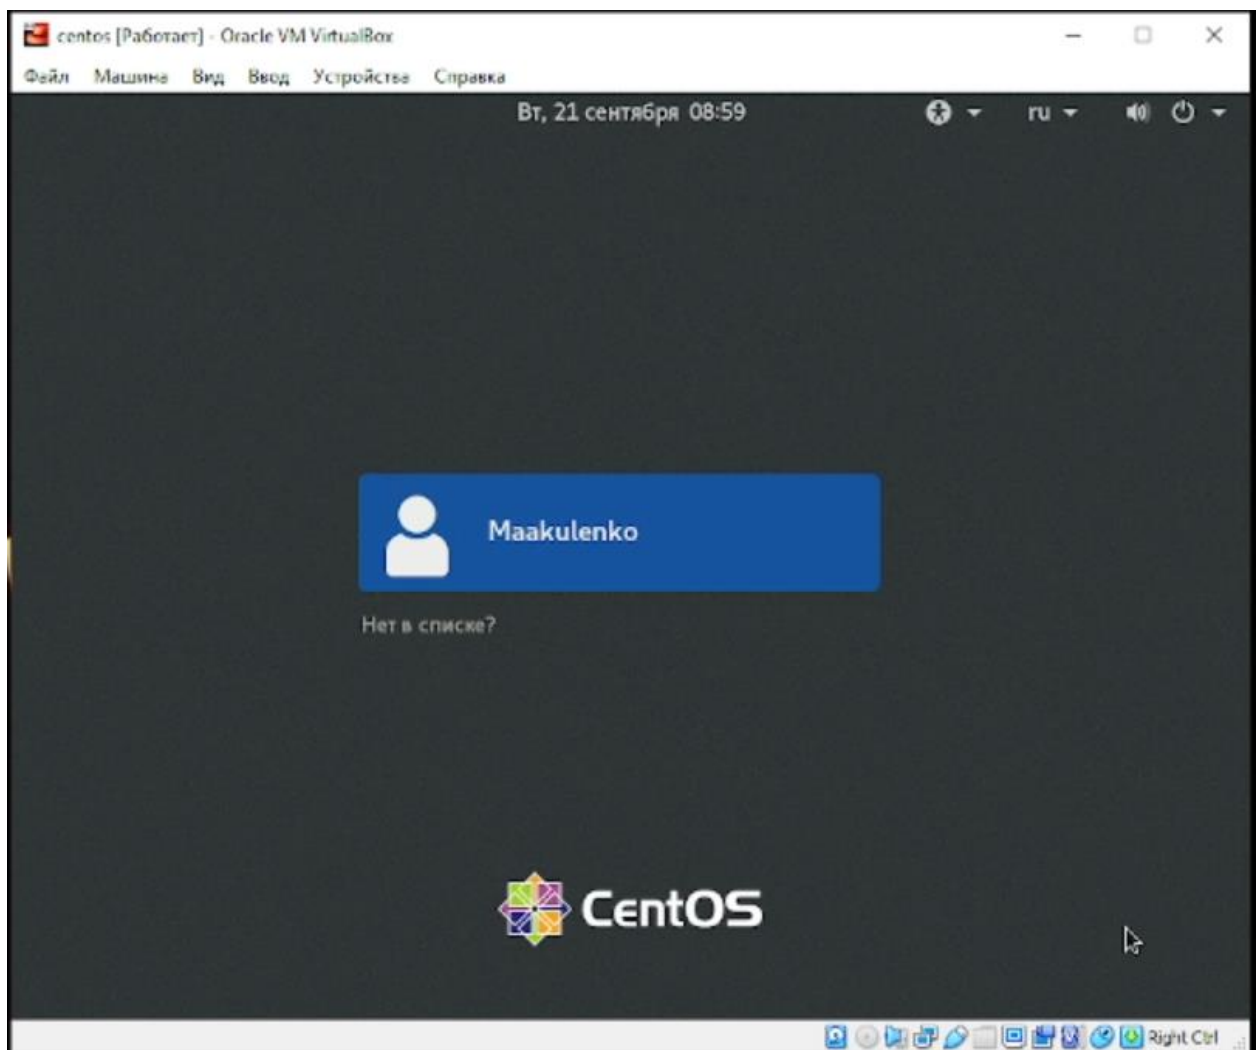 centos [Работает] - Oracle VM VirtualBox
Файл Машина Вид Ввод Устройства Справка
Вт, 21 сентября 08:59 ru
Maakulenko
Нет в списке?
CentOS
Right Ctrl